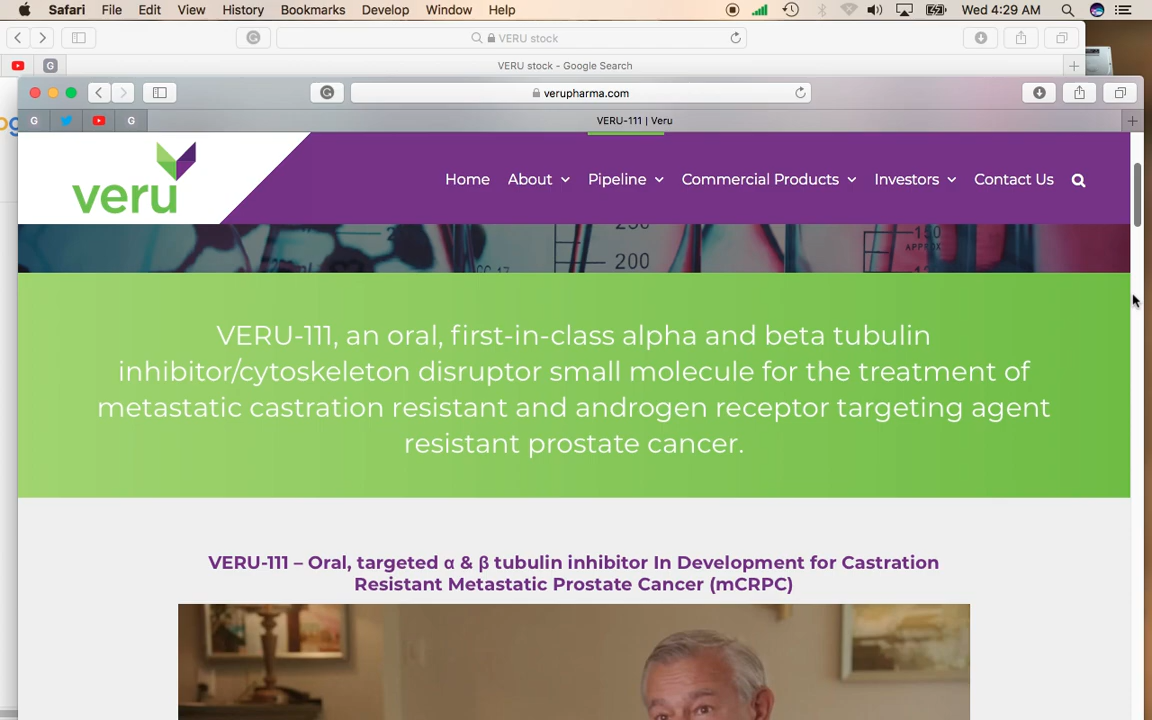 Safari File Edit View History Bookmarks Develop Window Help Wed 4:29 AM
VERU stock
VERU stock - Google Search
verupharma.com
VERU-111 | Veru
veru
Home About Pipeline Commercial Products Investors Contact Us
200
150
APPROX
VERU-111, an oral, first-in-class alpha and beta tubulin
inhibitor/cytoskeleton disruptor small molecule for the treatment of
metastatic castration resistant and androgen receptor targeting agent
resistant prostate cancer.
VERU-111 – Oral, targeted α & β tubulin inhibitor In Development for Castration
Resistant Metastatic Prostate Cancer (mCRPC)